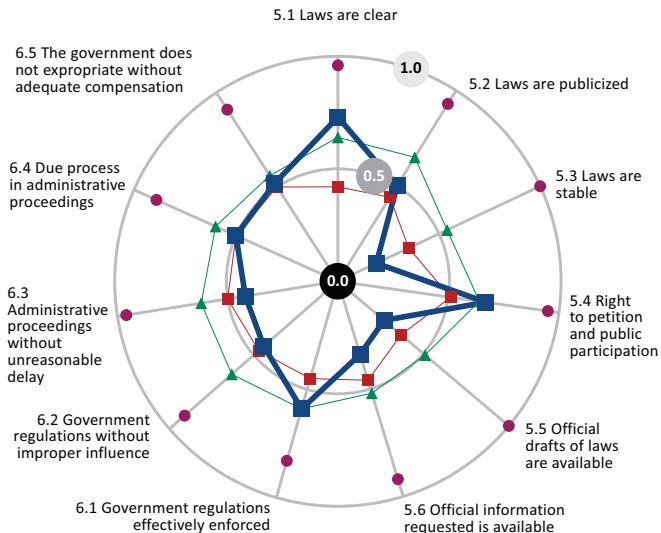 5.1 Laws are clear
1.0
5.2 Laws are publicized
5.3 Laws are
stable
5.4 Right
to petition
and public
participation
5.5 Official
drafts of laws
are available
5.6 Official information
requested is available
6.1 Government regulations
effectively enforced
6.2 Government
regulations without
improper influence
6.3
Administrative
proceedings
without
unreasonable
delay
6.4 Due process
in administrative
proceedings
6.5 The government does
not expropriate without
adequate compensation
0.5
0.0